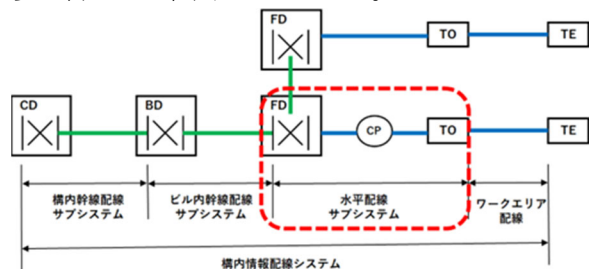 FD
TO
TE
CD
BD
FD
CP
TO
TE
構内幹線配線
サブシステム
ビル内幹線配線
サブシステム
水平配線
サブシステム
ワークエリア
配線
構内情報配線システム